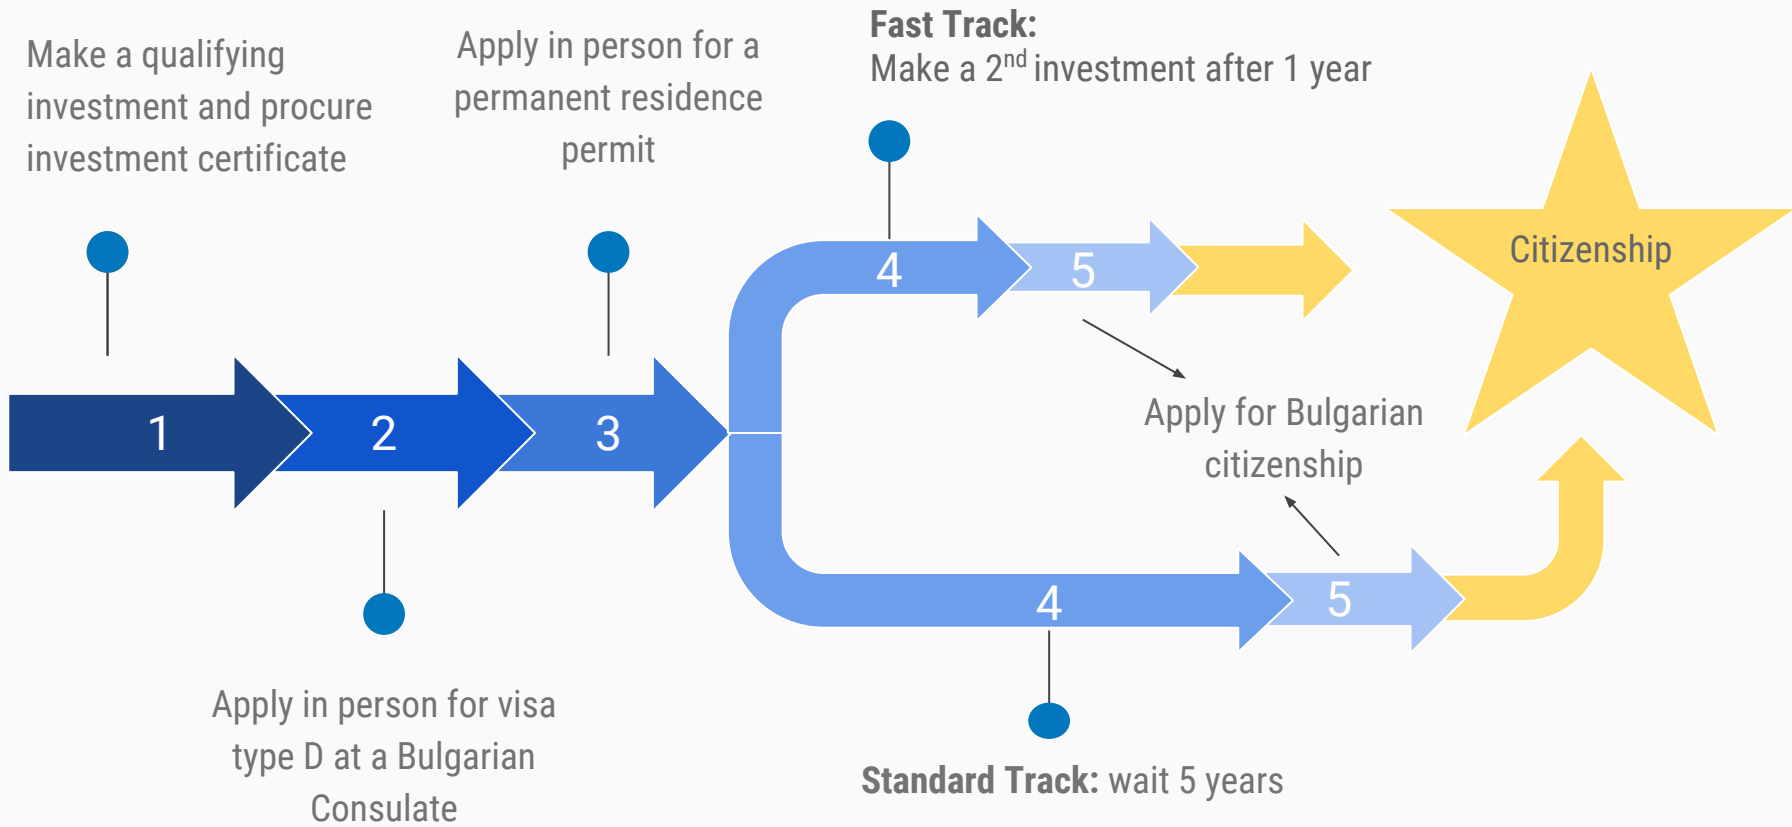 Make a qualifying
investment and procure
investment certificate
Apply in person for a
permanent residence
permit
Fast Track:
Make a 2nd investment after 1 year
Citizenship
4
5
1
2
3
Apply for Bulgarian
citizenship
4
5
Apply in person for visa
type D at a Bulgarian
Consulate
Standard Track: wait 5 years